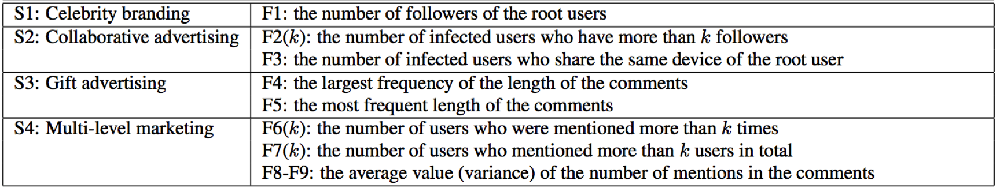 S1: Celebrity branding F1: the number of followers of the root users
S2: Collaborative advertising F2(k): the number of infected users who have more than k followers
F3: the number of infected users who share the same device of the root user
S3: Gift advertising F4: the largest frequency of the length of the comments
F5: the most frequent length of the comments
S4: Multi-level marketing F6(k): the number of users who were mentioned more than k times
F7(k): the number of users who mentioned more than k users in total
F8-F9: the average value (variance) of the number of mentions in the comments